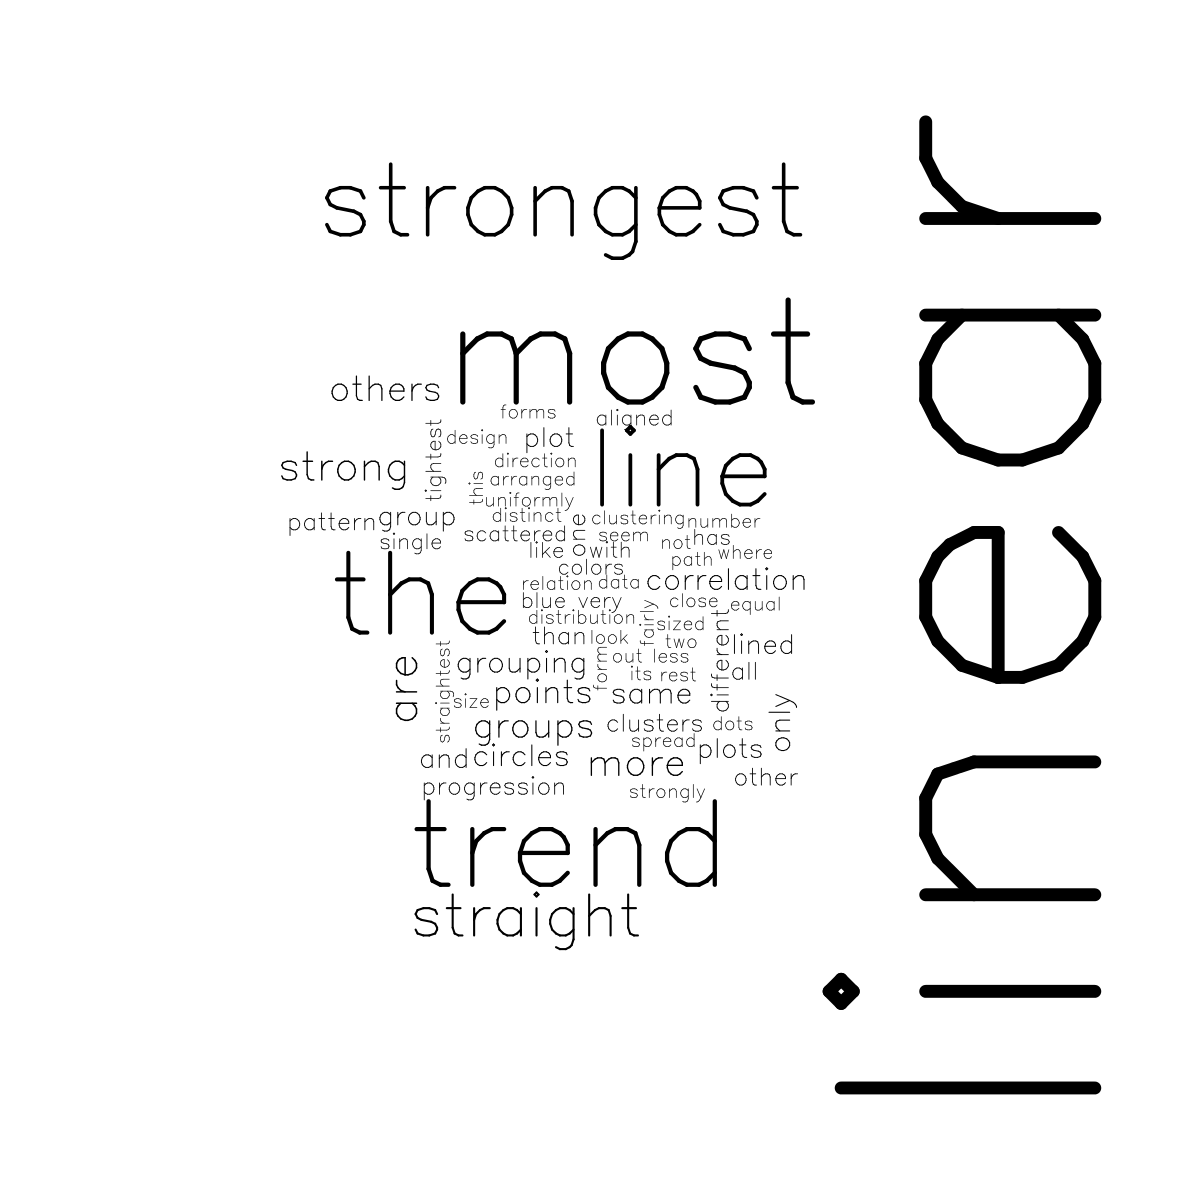 strongest
most
others
forms
aligned
tightest
design
plot
line
strong
direction
this
arranged
uniformly
pattern
group
distinct
one
clustering
number
scattered
seem
single
like
with
not
has
path
where
the
colors
relation
data
correlation
blue
very
fairly
close
equal
distribution
sized
different
than
look
two
lined
are
straightest
grouping
form
out
less
its
rest
all
size
points
same
only
groups
clusters
dots
spread
plots
and
circles
more
other
progression
strongly
trend
straight
linear